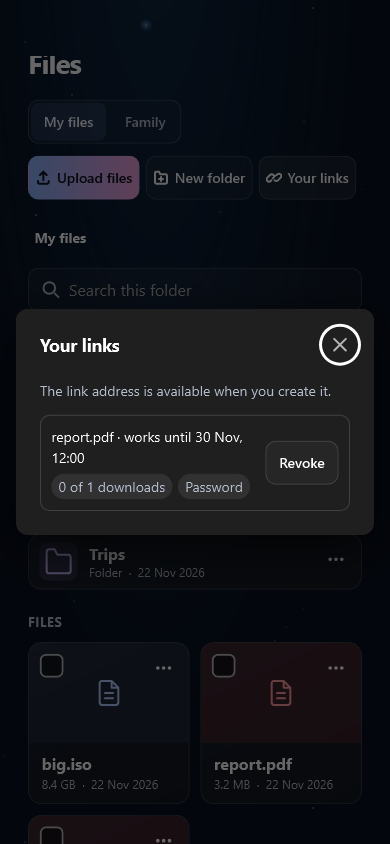 Files
My files
Family
Upload files
New folder
Your links
My files
Search this folder
Your links
The link address is available when you create it.
report.pdf · works until 30 Nov,
12:00
Revoke
0 of 1 downloads
Password
Trips
Folder · 22 Nov 2026
FILES
big.iso
8.4 GB · 22 Nov 2026
report.pdf
3.2 MB · 22 Nov 2026